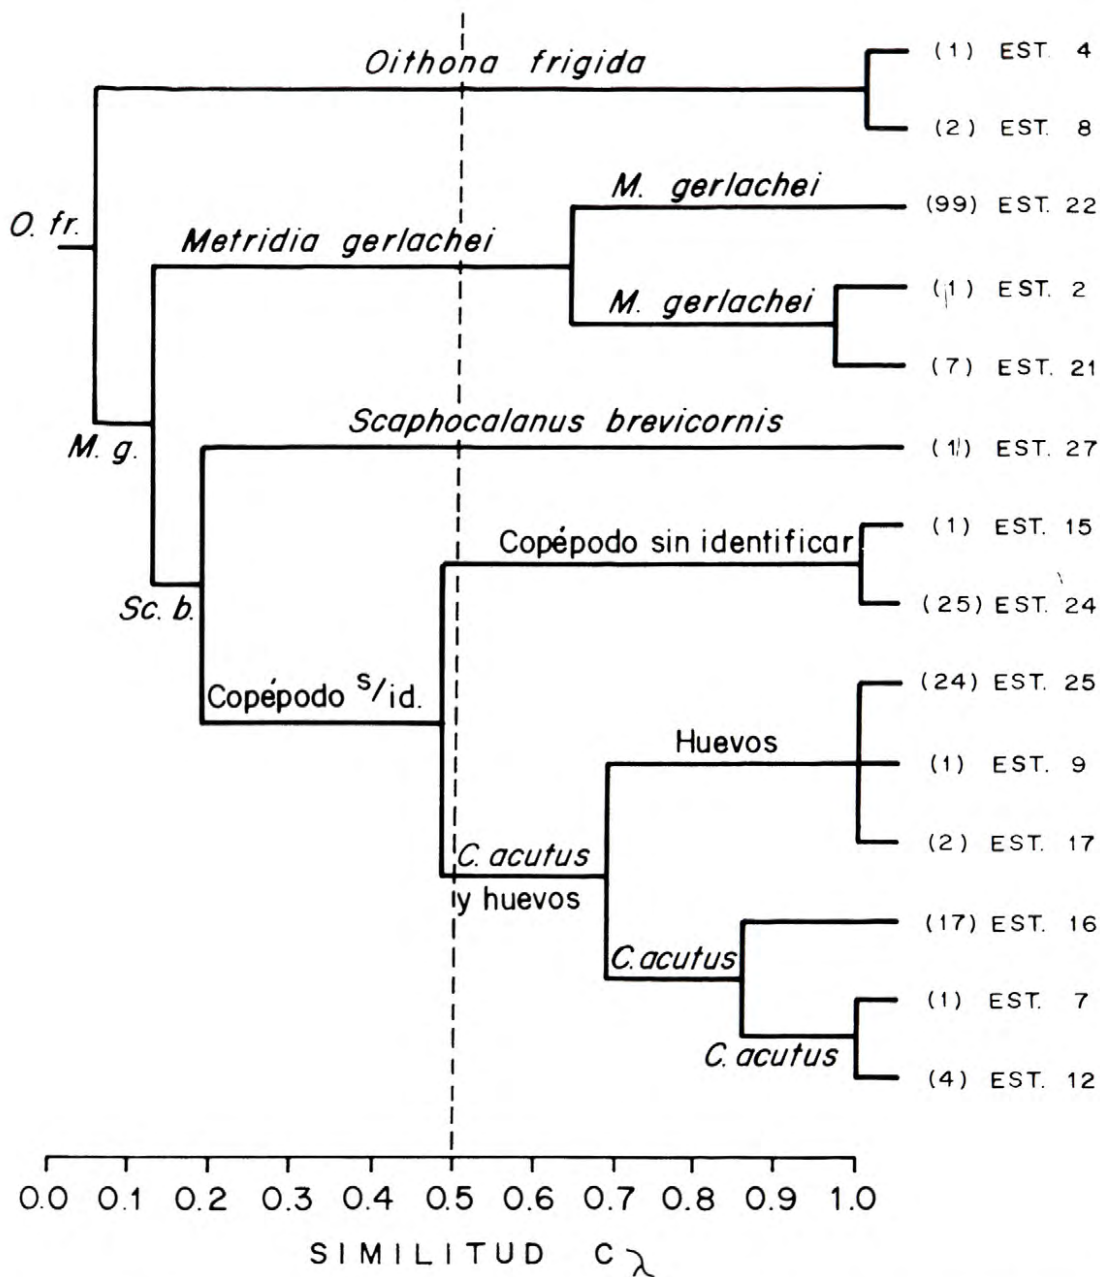 Oithona frigida
(1) EST. 4
(2) EST. 8
M. gerlachei
(99) EST. 22
O. fr.
Metridia gerlachei
(1) EST. 2
M. gerlachei
(7) EST. 21
Scaphocalanus brevicornis
M. g.
(1) EST. 27
(1) EST. 15
Copépodo sin identificar
(25) EST. 24
Sc. b.
Copépodo s/id.
(24) EST. 25
Huevos
(1) EST. 9
(2) EST. 17
C. acutus
y huevos
(17) EST. 16
C. acutus
(1) EST. 7
C. acutus
(4) EST. 12
0.0 0.1 0.2 0.3 0.4 0.5 0.6 0.7 0.8 0.9 1.0
SIMILITUD Cλ